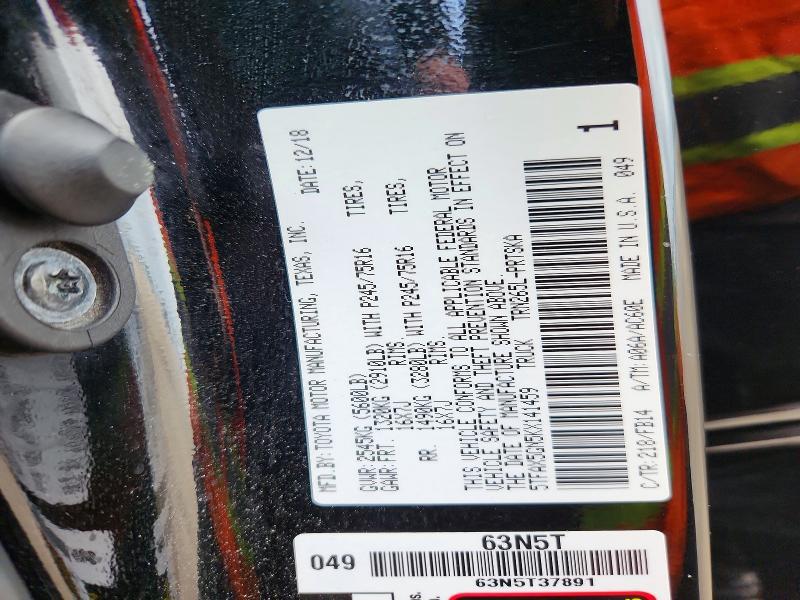 MFD.BY:TOYOTA MOTOR MANUFACTURING, TEXAS, INC. DATE:12/18
GVWR:2545KG(5600LB)
GAWR:FRT. 1320KG (2910LB) WITH P245/75R16 TIRES,
16X7J RIMS.
RR. 1490KG (3280LB) WITH P245/75R16 TIRES,
16X7J RIMS.
THIS VEHICLE CONFORMS TO ALL APPLICABLE FEDERAL MOTOR
VEHICLE SAFETY AND THEFT PREVENTION STANDARDS IN EFFECT ON
THE DATE OF MANUFACTURE SHOWN ABOVE.
5TFAX5GN5KX141459 TRUCK TRN265L-PRTSKA
C/TR:218/FB14 A/TM:A06A/AC60E MADE IN U.S.A. 049
1
63N5T
049
63N5T37891